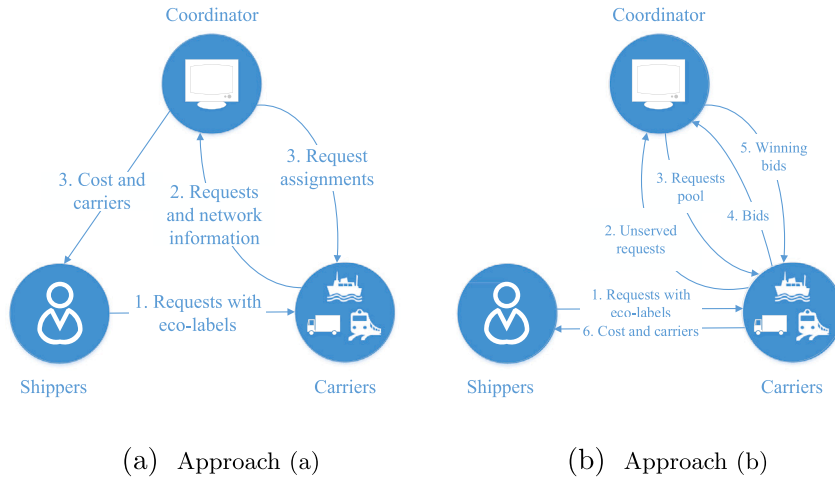 Coordinator
3. Cost and
carriers
2. Requests
and network
information
3. Request
assignments
1. Requests with
eco-labels
Shippers
Carriers
(a) Approach (a)
Coordinator
5. Winning
bids
3. Requests
pool
4. Bids
2. Unserved
requests
1. Requests with
eco-labels
6. Cost and carriers
Shippers
Carriers
(b) Approach (b)